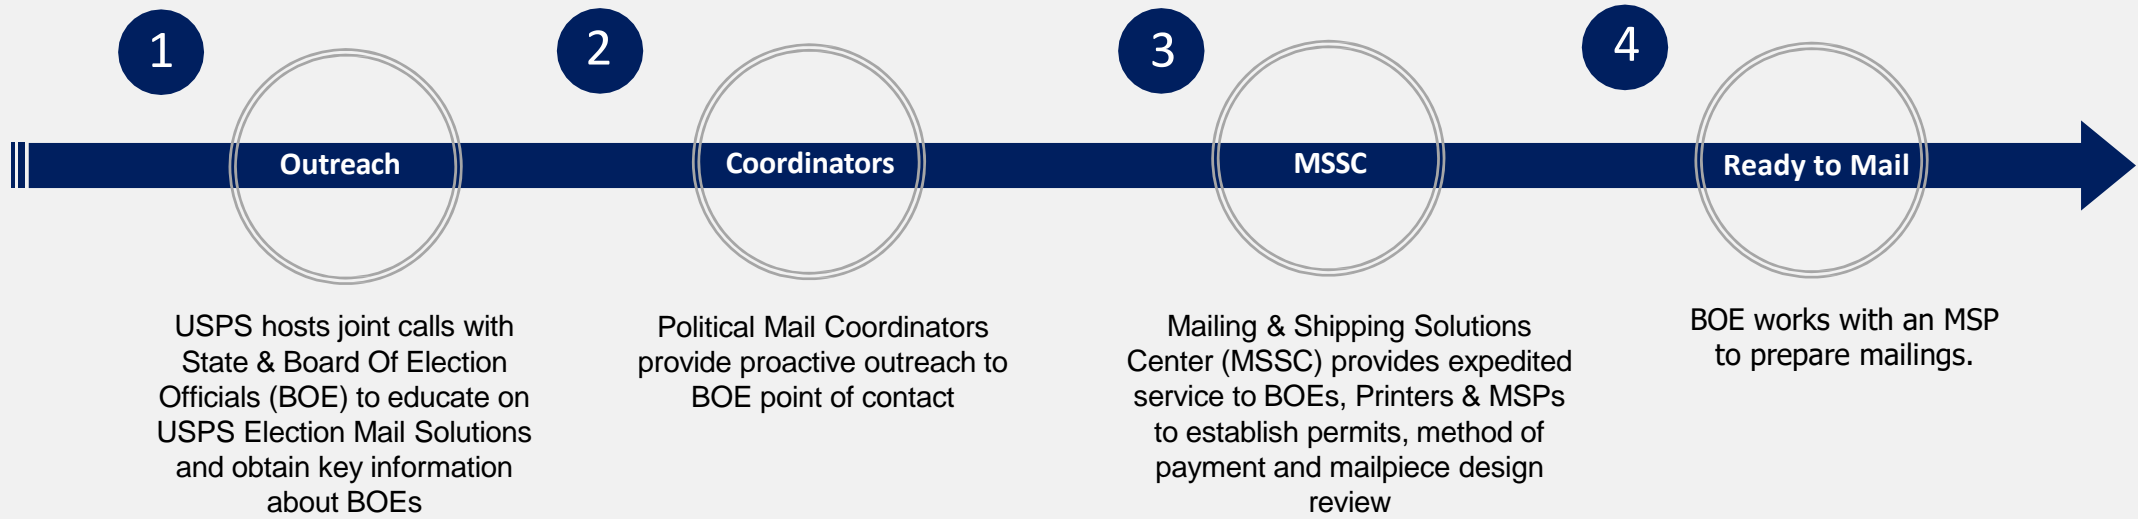 1
Outreach
USPS hosts joint calls with
State & Board Of Election
Officials (BOE) to educate on
USPS Election Mail Solutions
and obtain key information
about BOEs
2
Coordinators
Political Mail Coordinators
provide proactive outreach to
BOE point of contact
3
MSSC
Mailing & Shipping Solutions
Center (MSSC) provides expedited
service to BOEs, Printers & MSPs
to establish permits, method of
payment and mailpiece design
review
4
Ready to Mail
BOE works with an MSP
to prepare mailings.